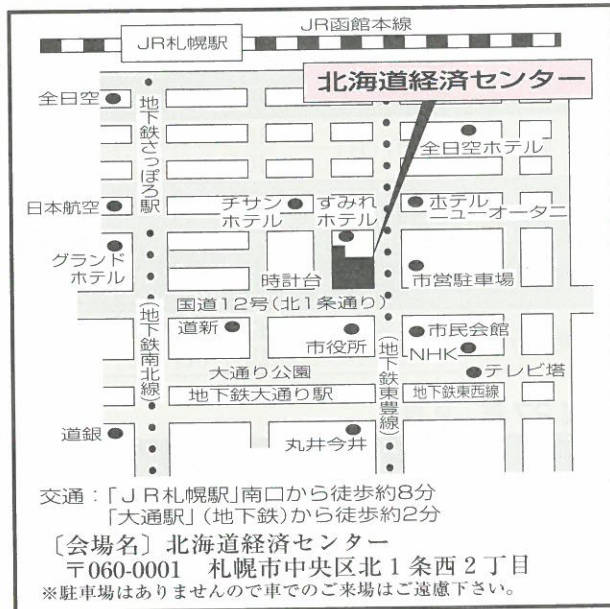 JR函館本線
JR札幌駅
北海道経済センター
全日空
地下鉄さっぽろ駅
全日空ホテル
日本航空
チサン
ホテル
すみれ
ホテル
ホテル
ニューオータニ
グランド
ホテル
時計台
市営駐車場
国道12号(北1条通り)
(地下鉄南北線)
道新
市役所
(地下鉄東豊線)
市民会館
NHK
テレビ塔
大通り公園
地下鉄大通り駅
地下鉄東西線
道銀
丸井今井
交通:「JR札幌駅」南口から徒歩約8分
「大通駅」(地下鉄)から徒歩約2分
〔会場名〕北海道経済センター
〒060-0001 札幌市中央区北1条西2丁目
※駐車場はありませんので車でのご来場はご遠慮下さい。